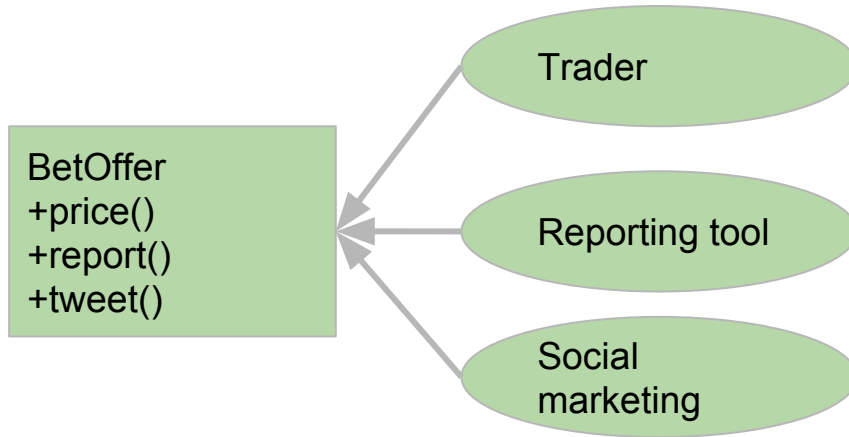 BetOffer
+price()
+report()
+tweet()
Trader
Reporting tool
Social
marketing